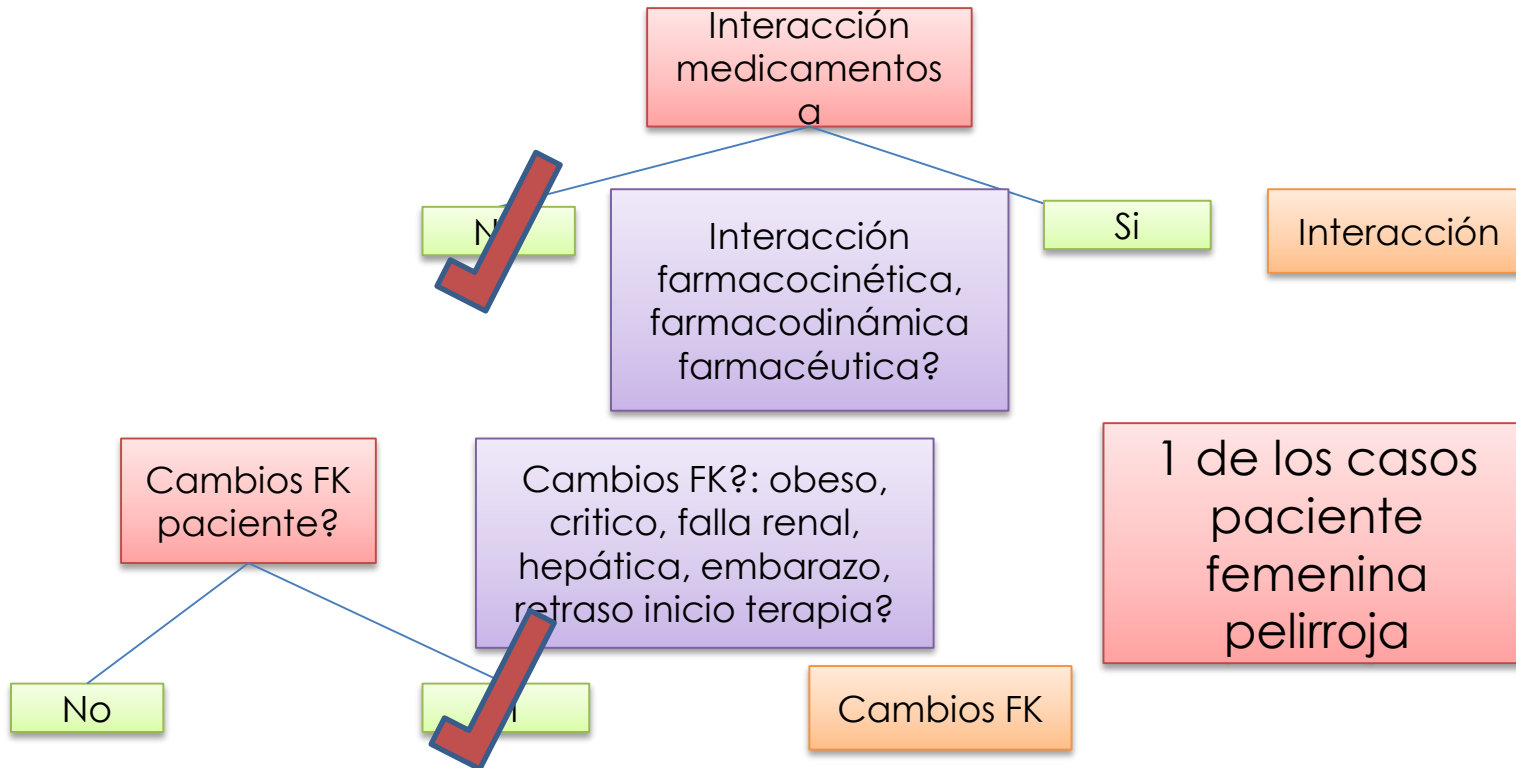 Interacción
medicamentos
a
Si
Interacción
Interacción
farmacocinética,
farmacodinámica
farmacéutica?
Cambios FK
paciente?
Cambios FK?: obeso,
critico, falla renal,
hepática, embarazo,
retraso inicio terapia?
1 de los casos
paciente
femenina
pelirroja
No
Cambios FK